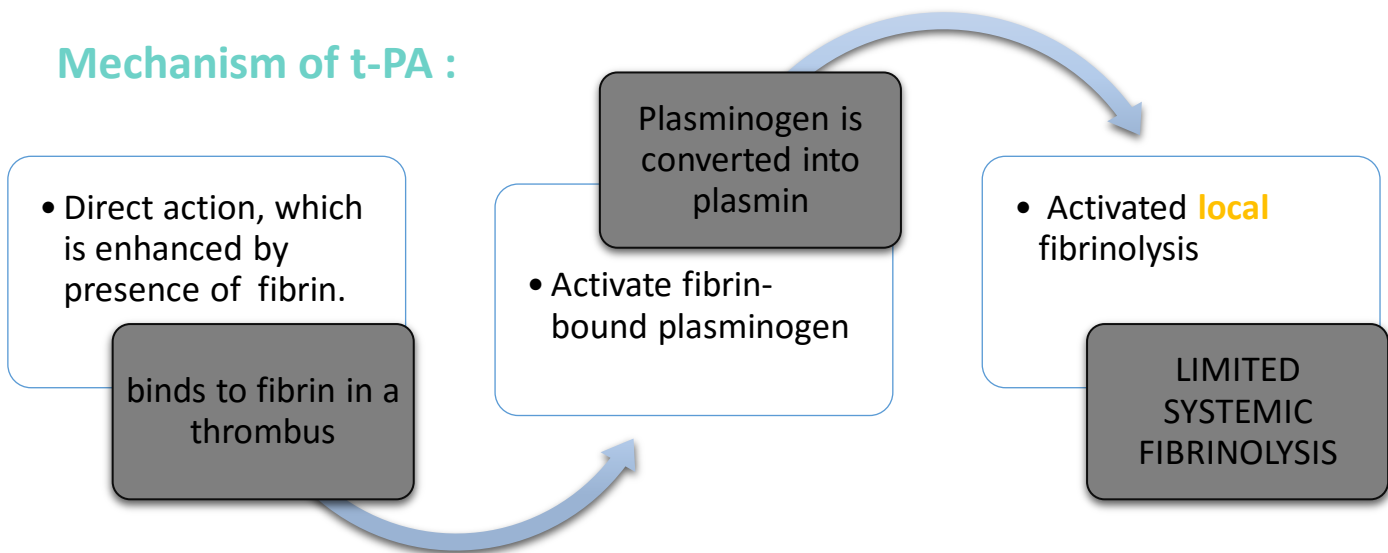 Mechanism of t-PA :
• Direct action, which
is enhanced by
presence of fibrin.
binds to fibrin in a
thrombus
Plasminogen is
converted into
plasmin
• Activate fibrin-
bound plasminogen
• Activated local
fibrinolysis
LIMITED
SYSTEMIC
FIBRINOLYSIS